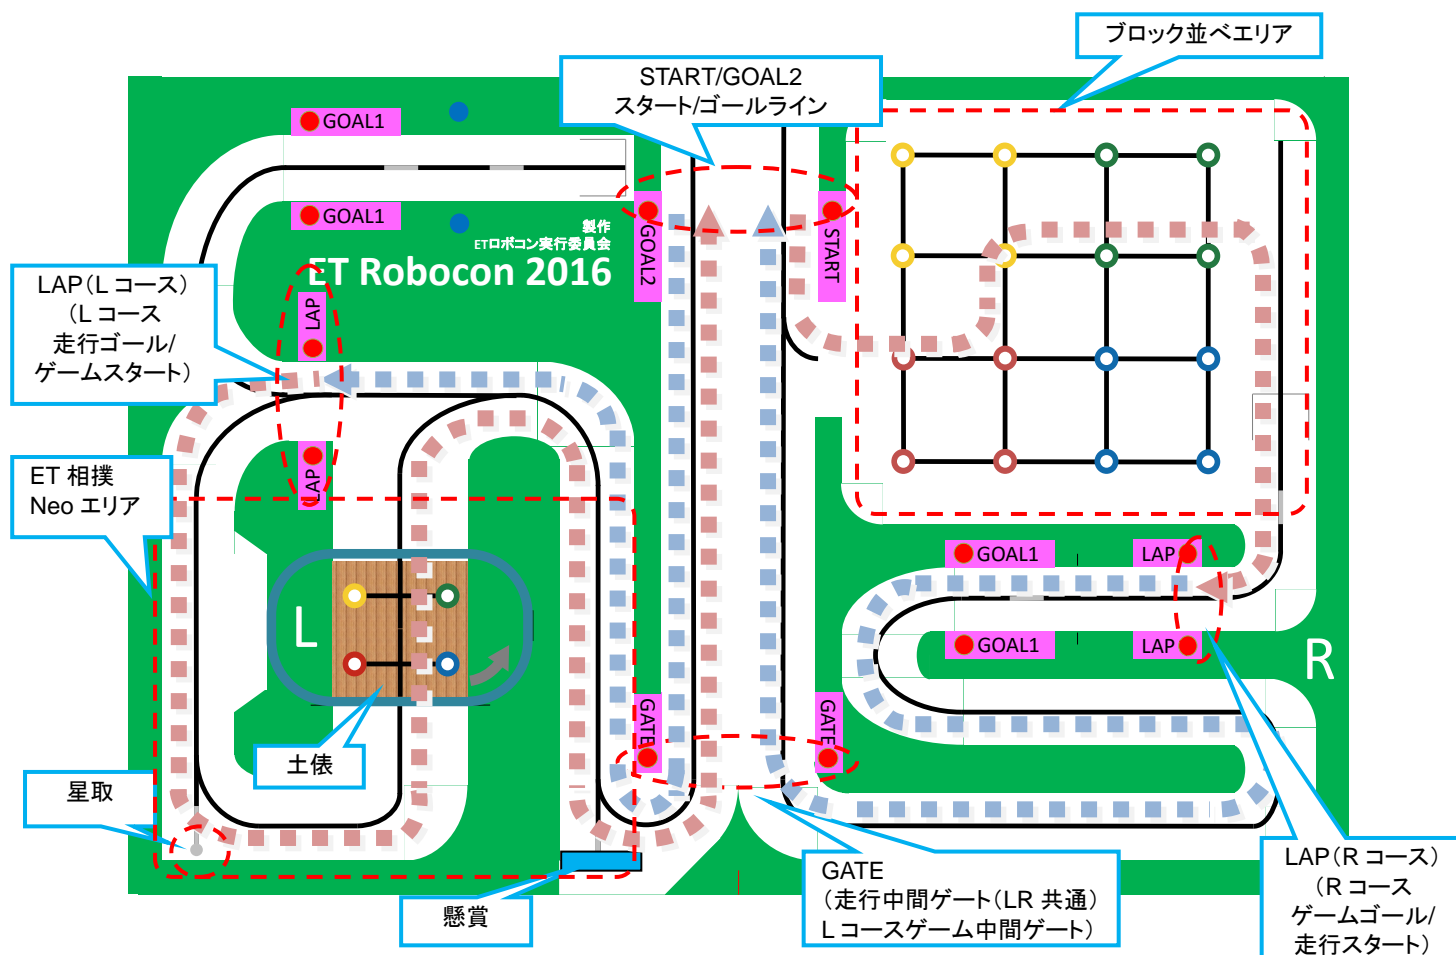 ブロック並べエリア
START/GOAL2
スタート/ゴールライン
GOAL1
GOAL1
製作
ETロボコン実行委員会
ET Robocon 2016
GOAL2
START
LAP（L コース）
（L コース
走行ゴール/
ゲームスタート）
LAP
LAP
ET 相撲
Neo エリア
L
GOAL1
LAP
GOAL1
LAP
R
GATE
GATE
土俵
星取
懸賞
GATE
（走行中間ゲート（LR 共通）
L コースゲーム中間ゲート）
LAP（R コース）
（R コース
ゲームゴール/
走行スタート）